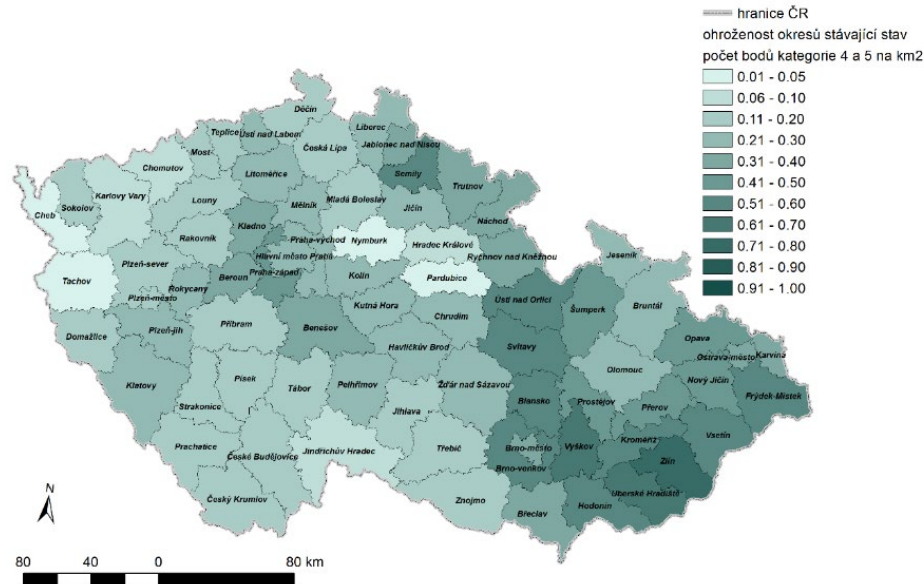 hranice ČR
ohroženost okresů stávající stav
počet bodů kategorie 4 a 5 na km2
0.01 - 0.05
0.06 - 0.10
0.11 - 0.20
0.21 - 0.30
0.31 - 0.40
0.41 - 0.50
0.51 - 0.60
0.61 - 0.70
0.71 - 0.80
0.81 - 0.90
0.91 - 1.00
Děčín
Teplice
Ústí nad Labem
Liberec
Most
Česká Lípa
Jablonec nad Nisou
Chomutov
Semily
Litoměřice
Trutnov
Karlovy Vary
Louny
Mělník
Mladá Boleslav
Jičín
Cheb
Sokolov
Náchod
Kladno
Rakovník
Praha-východ
Nymburk
Hradec Králové
Hlavní město Praha
Rychnov nad Kněžnou
Jeseník
Plzeň-sever
Praha-západ
Kolín
Pardubice
Tachov
Rokycany
Beroun
Plzeň-město
Kutná Hora
Ústí nad Orlicí
Šumperk
Bruntál
Chrudim
Příbram
Domažlice
Plzeň-jih
Benešov
Opava
Svitavy
Havlíčkův Brod
Ostrava-město
Karviná
Olomouc
Písek
Nový Jičín
Klatovy
Tábor
Pelhřimov
Žďár nad Sázavou
Frýdek-Místek
Blansko
Prostějov
Strakonice
Jihlava
Přerov
Vsetín
Prachatice
Kroměříž
České Budějovice
Jindřichův Hradec
Třebíč
Brno-město
Vyškov
Zlín
Brno-venkov
Uherské Hradiště
Český Krumlov
Znojmo
Hodonín
Břeclav
N
80 40 0 80 km